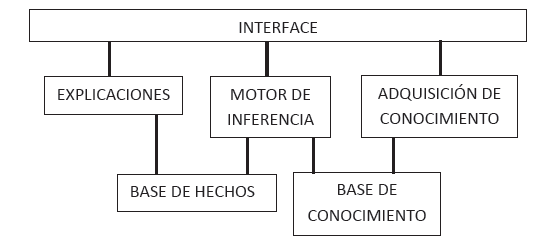 INTERFACE
EXPLICACIONES
MOTOR DE
INFERENCIA
ADQUISICIÓN DE
CONOCIMIENTO
BASE DE HECHOS
BASE DE
CONOCIMIENTO